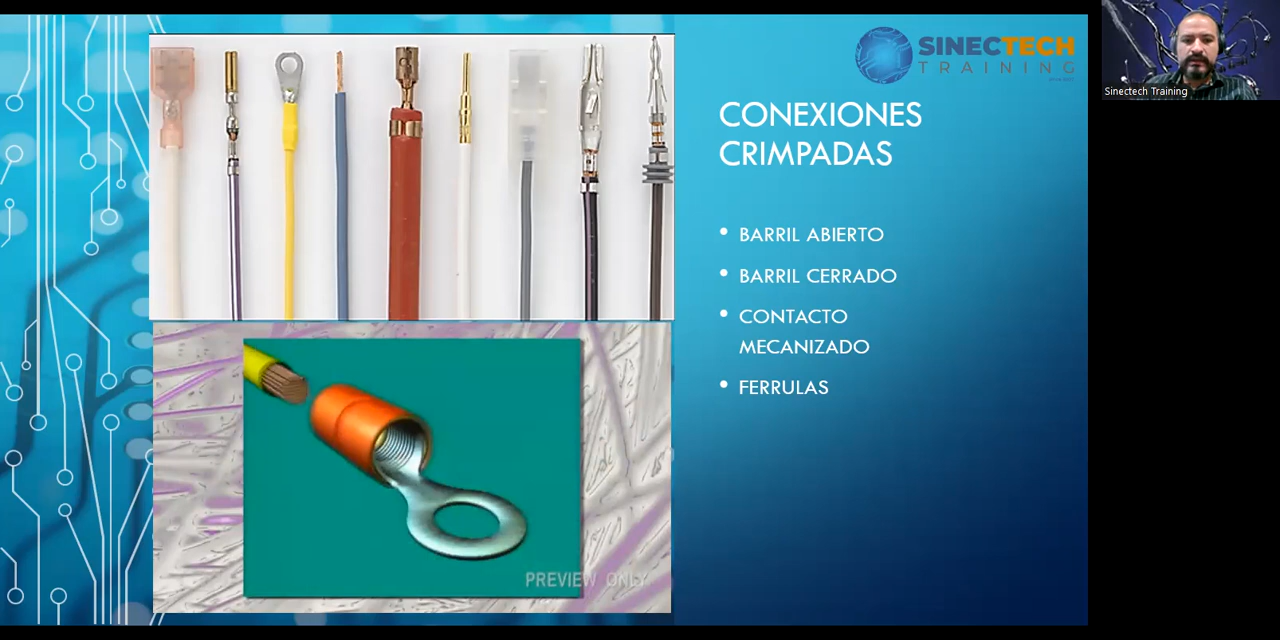 SINECTECH
TRAINING
CONEXIONES
CRIMPADAS
• BARRIL ABIERTO
• BARRIL CERRADO
• CONTACTO
MECANIZADO
• FERRULAS
PREVIEW ONLY
Sinectech Training